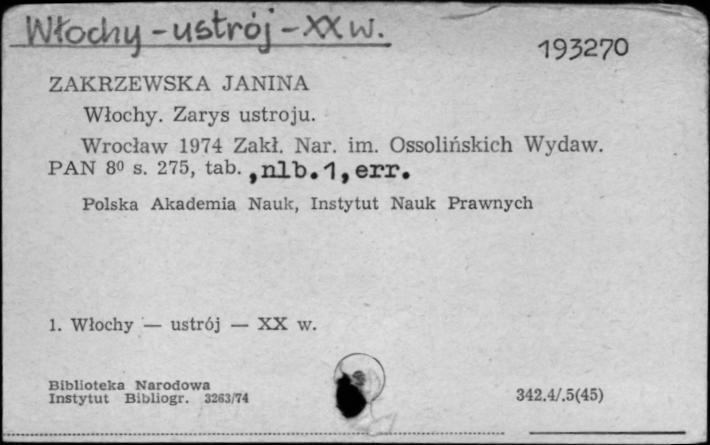 Włochy - ustrój - XX w.
193270
ZAKRZEWSKA JANINA
Włochy. Zarys ustroju.
Wrocław 1974 Zakł. Nar. im. Ossolińskich Wydaw.
PAN 8⁰ s. 275, tab. , nlb. 1, err.
Polska Akademia Nauk, Instytut Nauk Prawnych
1. Włochy — ustrój — XX w.
Biblioteka Narodowa
Instytut Bibliogr. 3263/74
342.4/.5(45)